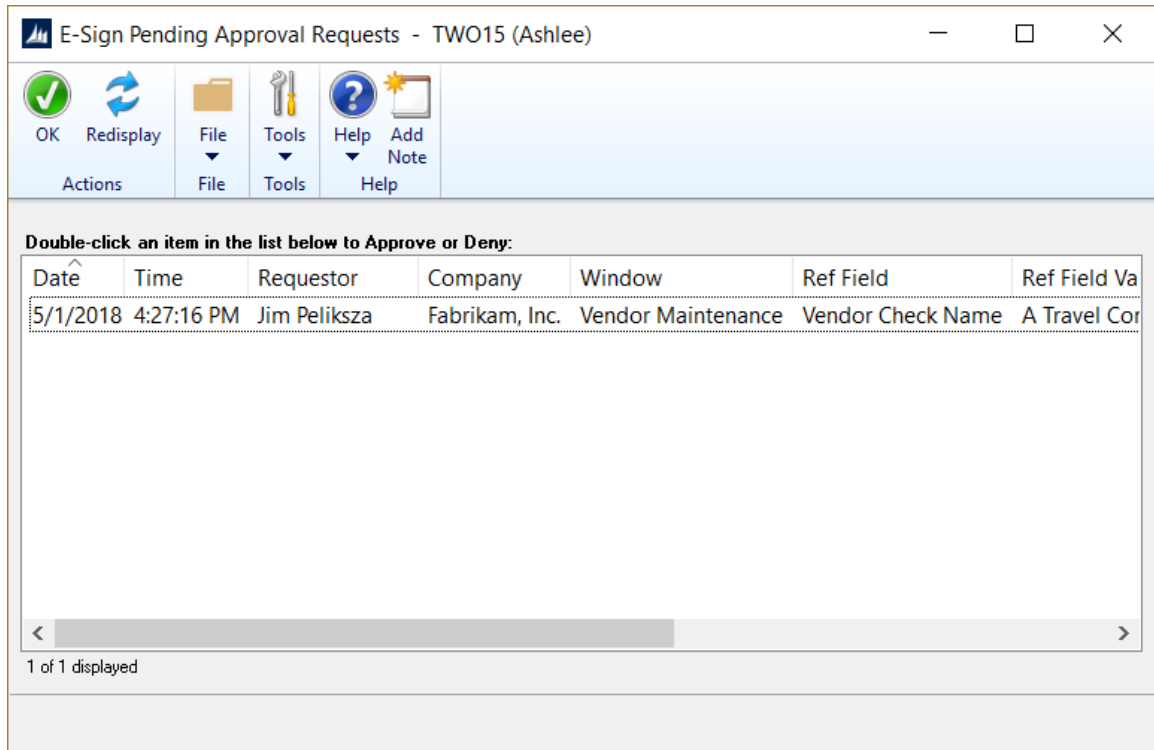 E-Sign Pending Approval Requests - TWO15 (Ashlee)
OK Redisplay File Tools Help Add Note
Actions File Tools Help
Double-click an item in the list below to Approve or Deny:
Date Time Requestor Company Window Ref Field Ref Field Va
5/1/2018 4:27:16 PM Jim Peliksza Fabrikam, Inc. Vendor Maintenance Vendor Check Name A Travel Cor
1 of 1 displayed